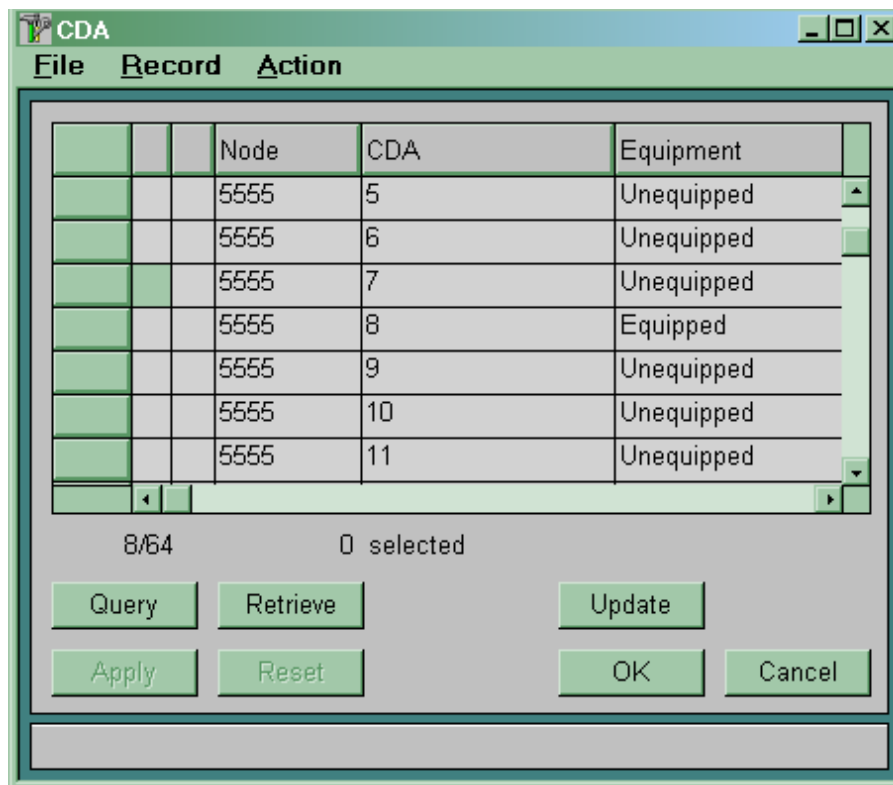 CDA
File Record Action
Node CDA Equipment
5555 5 Unequipped
5555 6 Unequipped
5555 7 Unequipped
5555 8 Equipped
5555 9 Unequipped
5555 10 Unequipped
5555 11 Unequipped
8/64 0 selected
Query Retrieve Update
Apply Reset OK Cancel